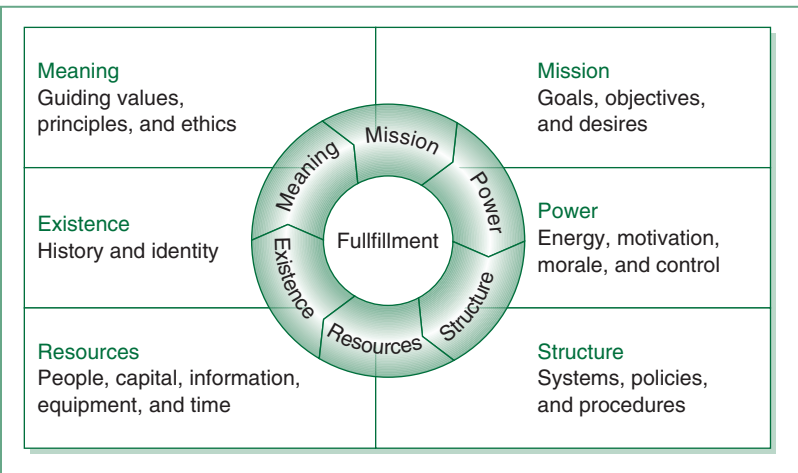 Meaning
Guiding values,
principles, and ethics
Mission
Goals, objectives,
and desires
Existence
History and identity
Power
Energy, motivation,
morale, and control
Resources
People, capital, information,
equipment, and time
Structure
Systems, policies,
and procedures
Mission
Power
Structure
Resources
Existence
Meaning
Fullfillment